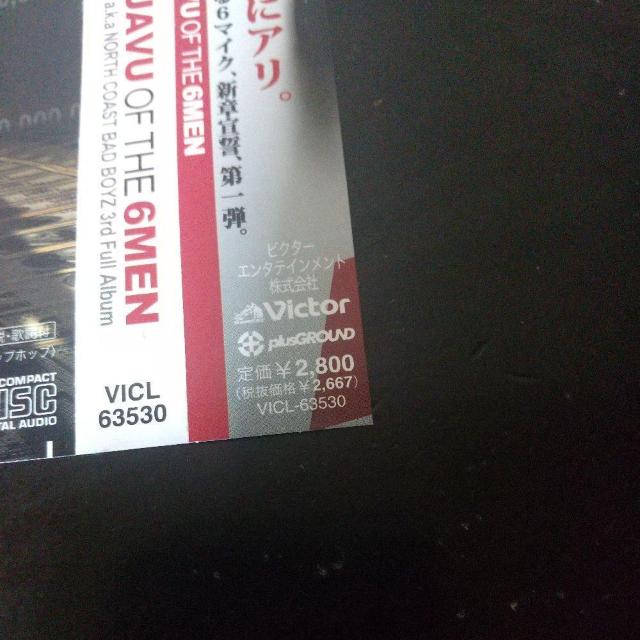 JAVU OF THE 6MEN
a.k.a NORTH COAST BAD BOYZ 3rd Full Album
VICL
63530
COMPACT
DISC
TAL AUDIO
U OF THE 6MEN
にアリ。
6マイク、新章宣誓、第一弾。
ビクター
エンタテインメント
株式会社
Victor
plusGROUND
定価¥2,800
(税抜価格¥2,667)
VICL-63530